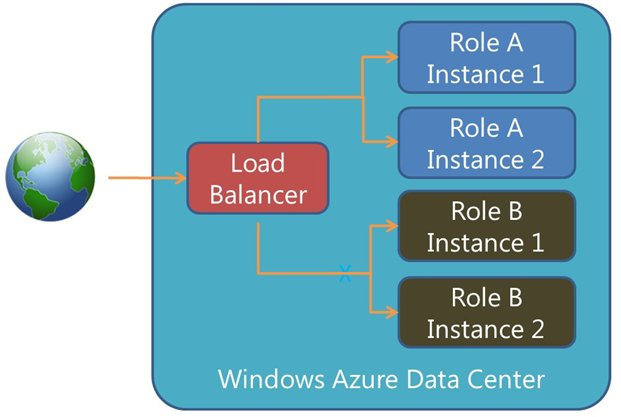 Role A
Instance 1
Role A
Instance 2
Load
Balancer
Role B
Instance 1
Role B
Instance 2
Windows Azure Data Center